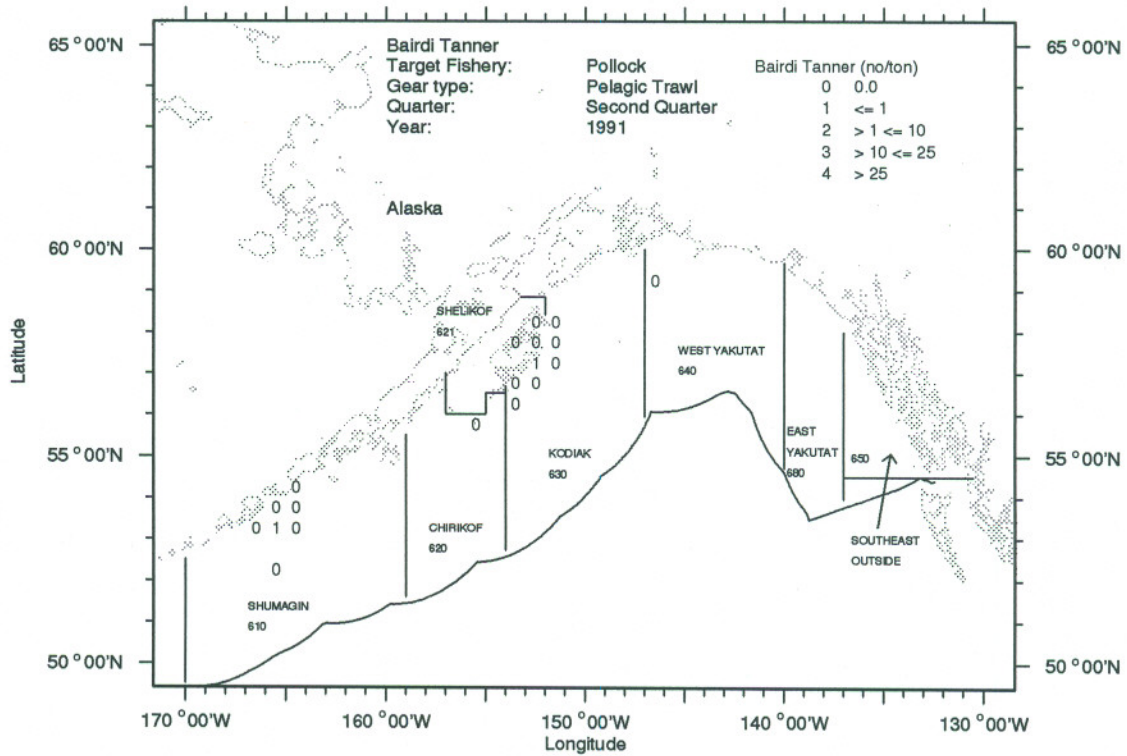 Bairdi Tanner
Target Fishery: Pollock
Gear type: Pelagic Trawl
Quarter: Second Quarter
Year: 1991
Bairdi Tanner (no/ton)
0 0.0
1 <= 1
2 > 1 <= 10
3 > 10 <= 25
4 > 25
Alaska
65 °00'N
60 °00'N
55 °00'N
50 °00'N
65 °00'N
60 °00'N
55 °00'N
50 °00'N
Latitude
SHELIKOF
621
0
0 0
0 0 0
1 0
0 0
0
0
WEST YAKUTAT
640
EAST
YAKUTAT
680
650
KODIAK
630
CHIRIKOF
620
SOUTHEAST
OUTSIDE
0
0 0
0 1 0
0
SHUMAGIN
610
170 °00'W 160 °00'W 150 °00'W 140 °00'W 130 °00'W
Longitude